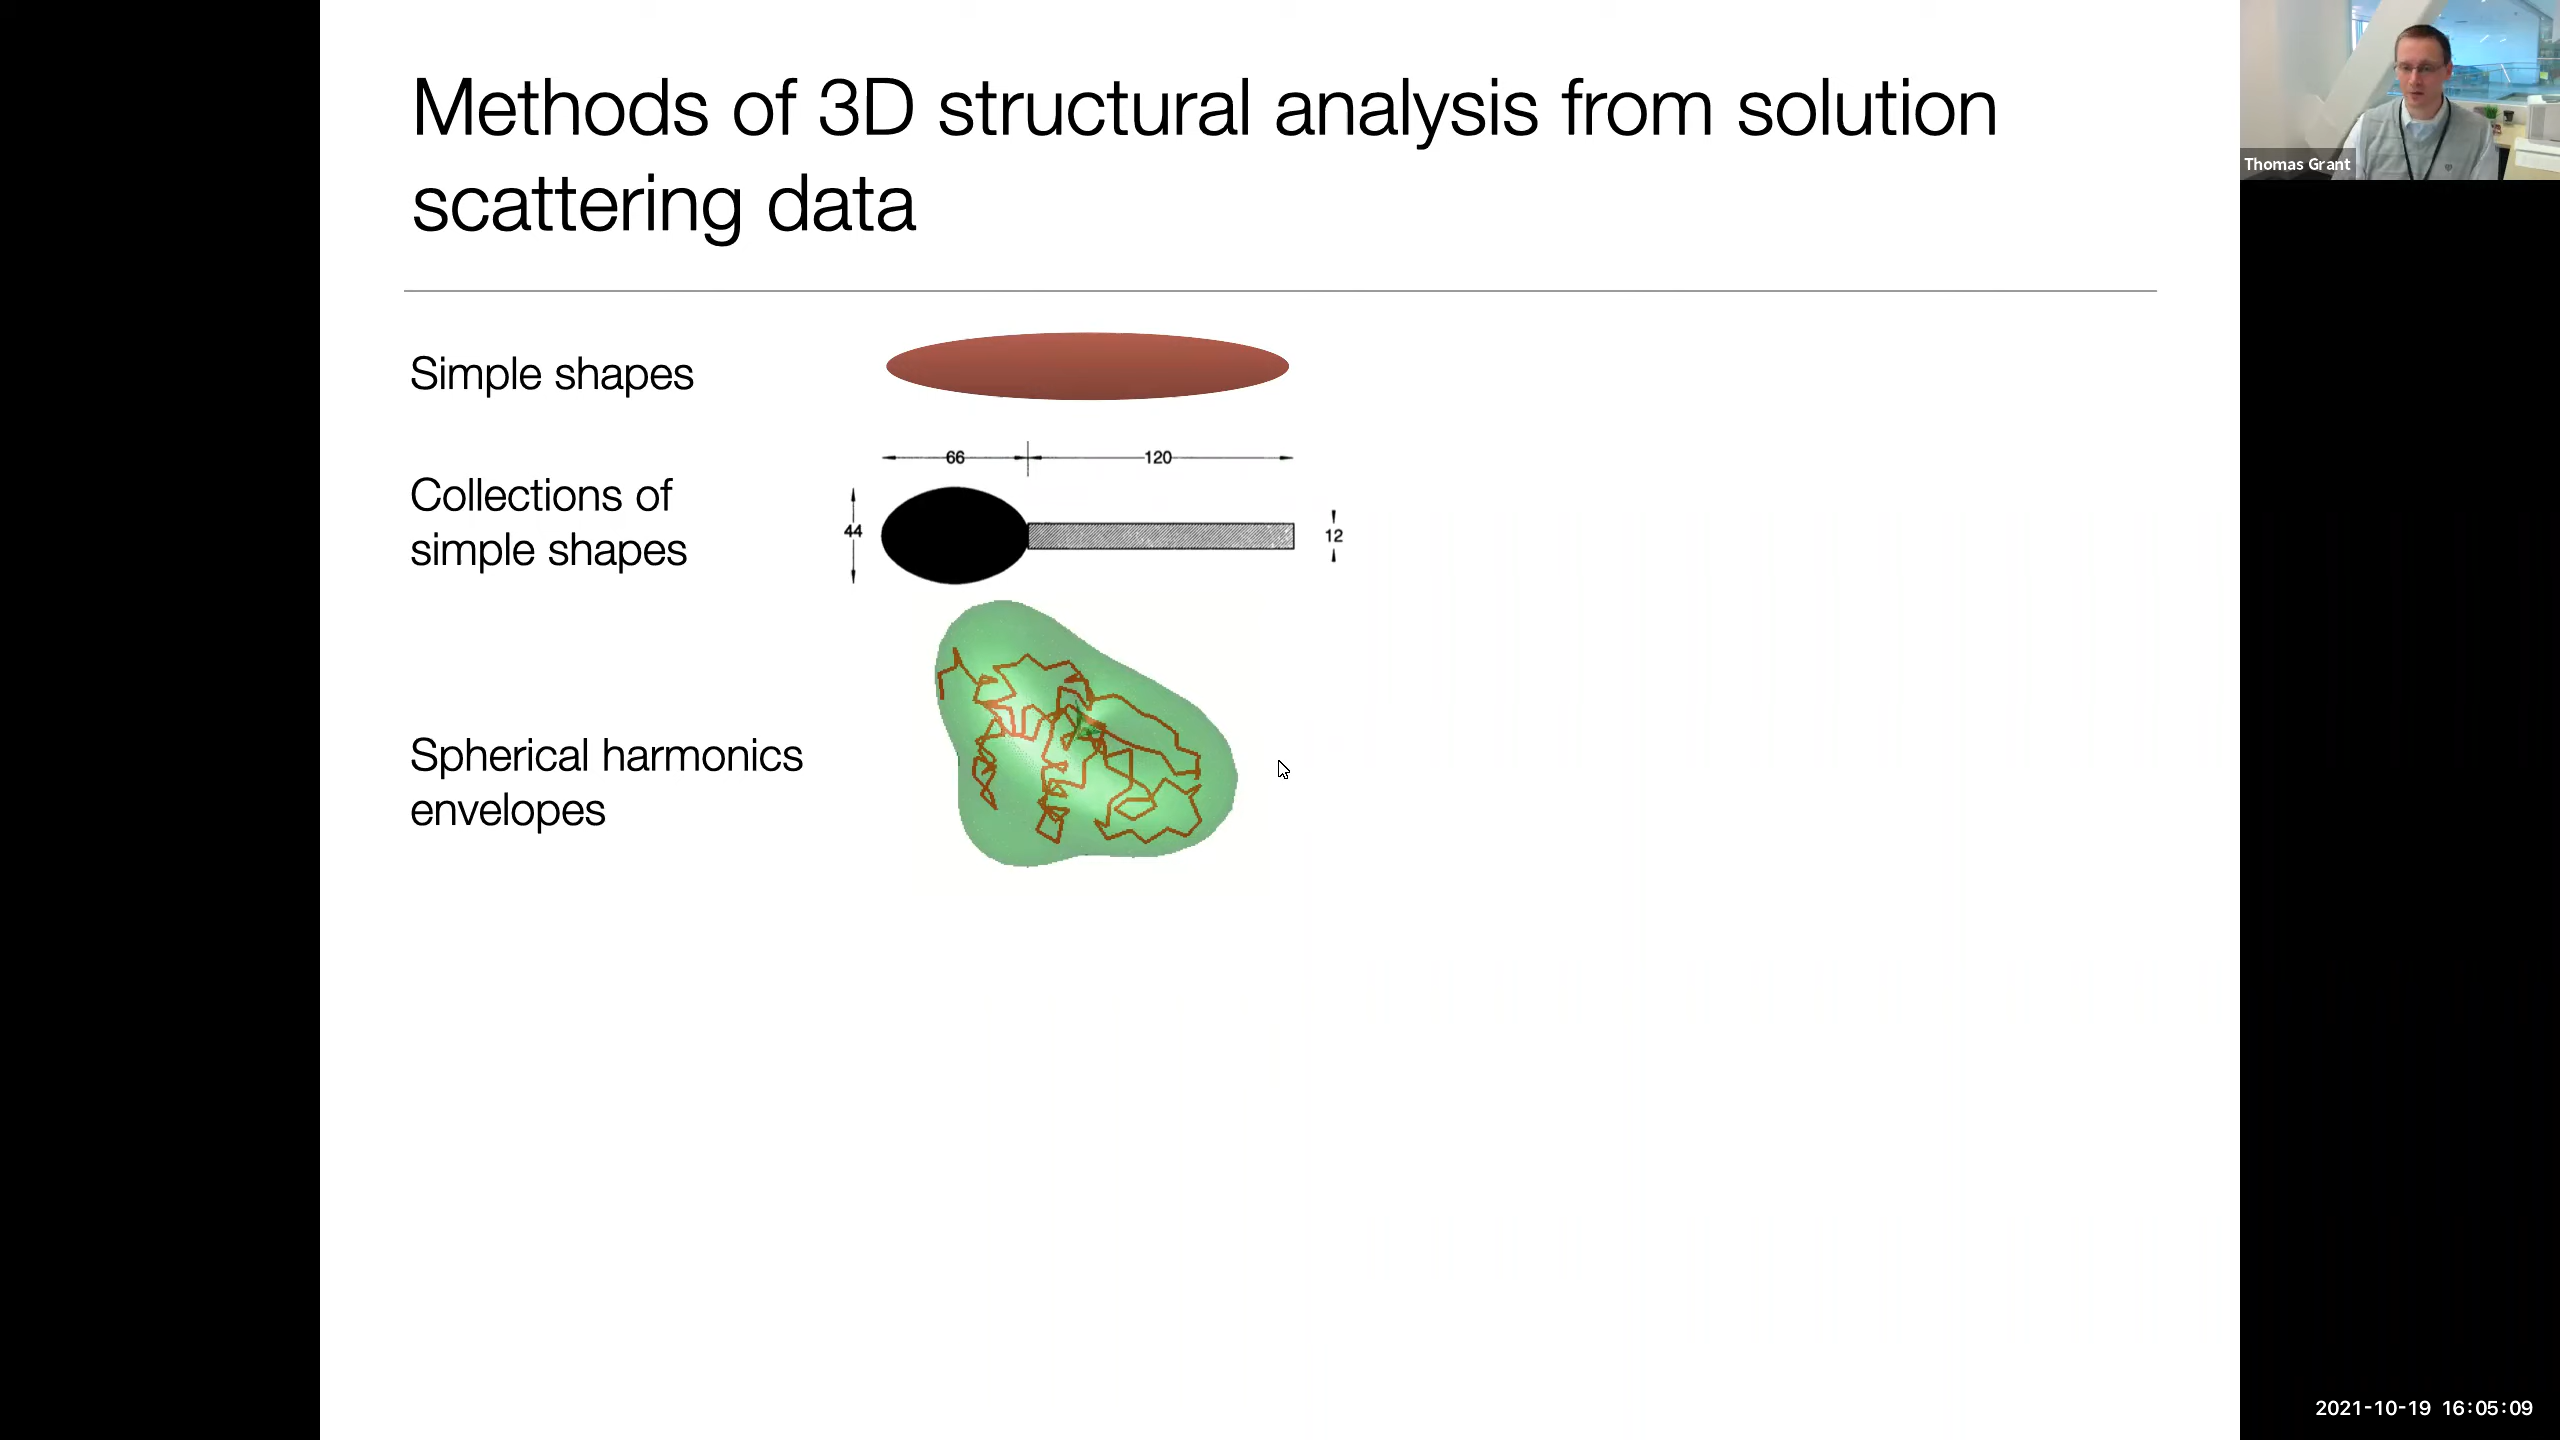 Methods of 3D structural analysis from solution
scattering data
Thomas Grant
Simple shapes
66
120
Collections of
simple shapes
44
12
Spherical harmonics
envelopes
2021-10-19 16:05:09